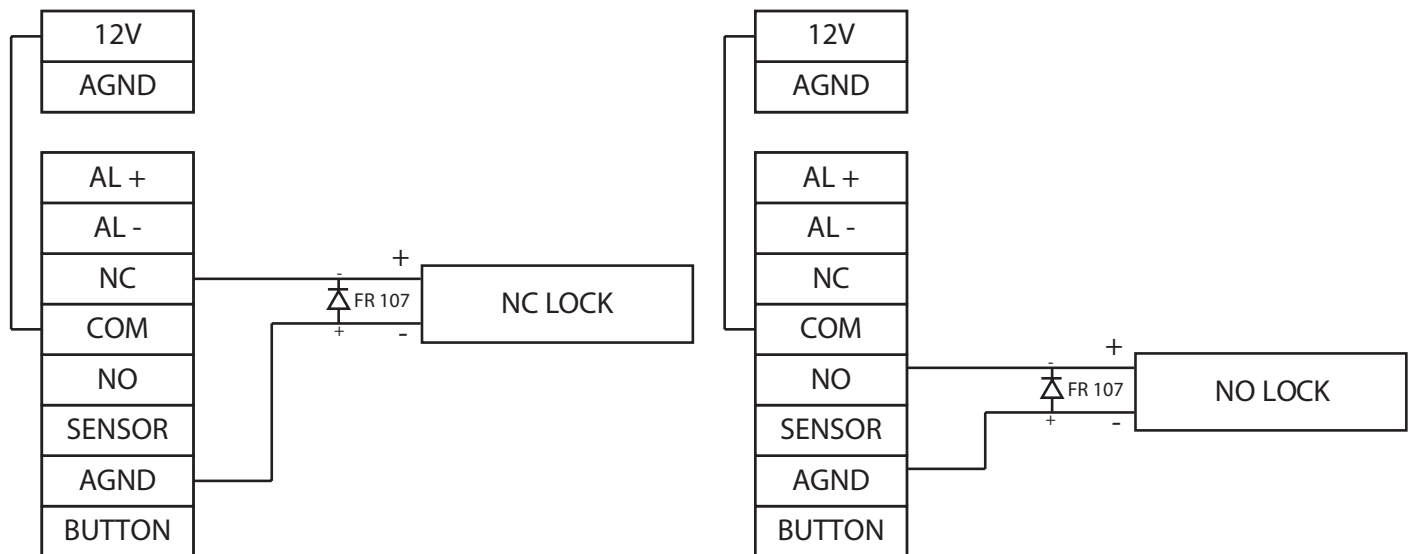 12V
AGND
AL +
AL -
NC
COM
NO
SENSOR
AGND
BUTTON
+
-
FR 107
+
-
NC LOCK
12V
AGND
AL +
AL -
NC
COM
NO
SENSOR
AGND
BUTTON
+
-
FR 107
+
-
NO LOCK